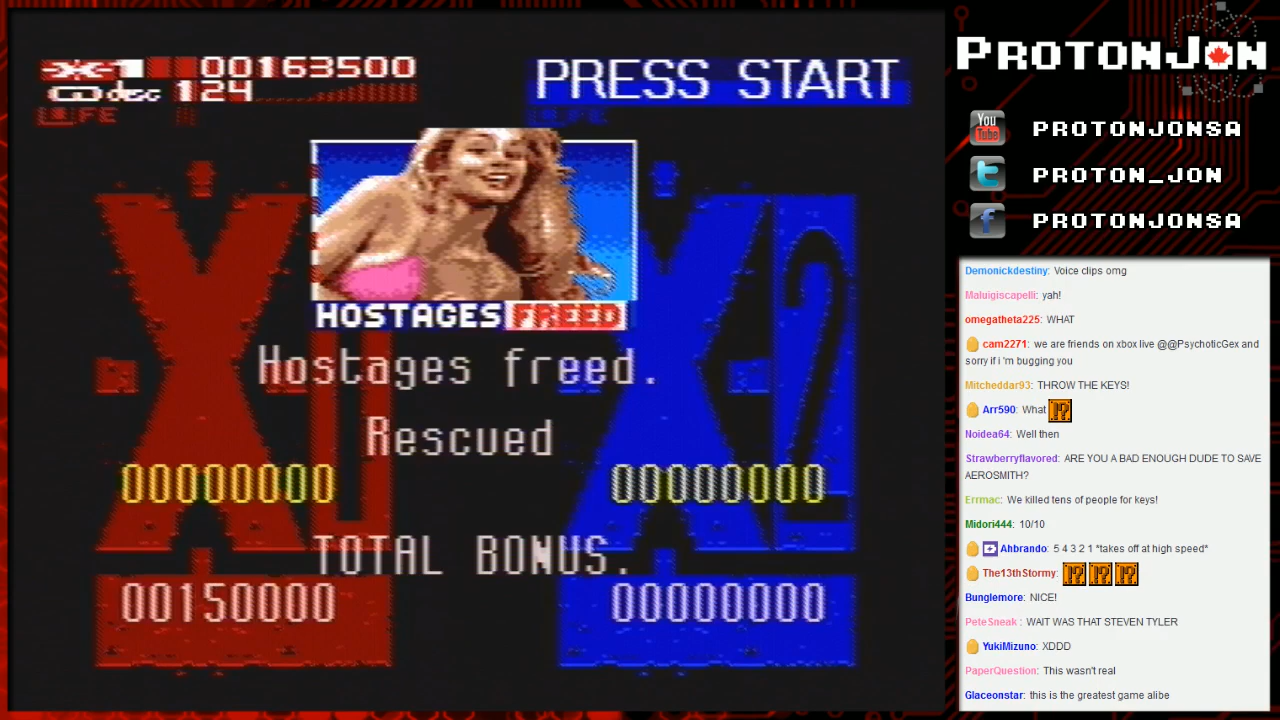 00163500
CD disc 124
LIFE
PRESS START
LIFE
HOSTAGES FREED
Hostages freed.
Rescued
00000000 00000000
TOTAL BONUS.
00150000 00000000
PROTONJON
You Tube PROTONJONSA
PROTON_JON
PROTONJONSA
Demonickdestiny: Voice clips omg
Maluigiscapelli: yah!
omegatheta225: WHAT
cam2271: we are friends on xbox live @@PsychoticGex and
sorry if i 'm bugging you
Mitcheddar93: THROW THE KEYS!
Arr590: What !?
Noidea64: Well then
Strawberryflavored: ARE YOU A BAD ENOUGH DUDE TO SAVE
AEROSMITH?
Errmac: We killed tens of people for keys!
Midori444: 10/10
Ahbrando: 5 4 3 2 1 *takes off at high speed*
The13thStormy: !? !? !?
Bunglemore: NICE!
PeteSneak : WAIT WAS THAT STEVEN TYLER
YukiMizuno: XDDD
PaperQuestion: This wasn't real
Glaceonstar: this is the greatest game alibe